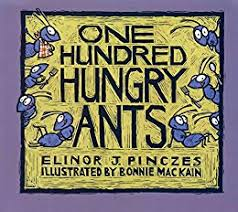 ONE
HUNDRED
HUNGRY
ANTS
ELINOR J. PINCZES
ILLUSTRATED BY BONNIE MACKAIN